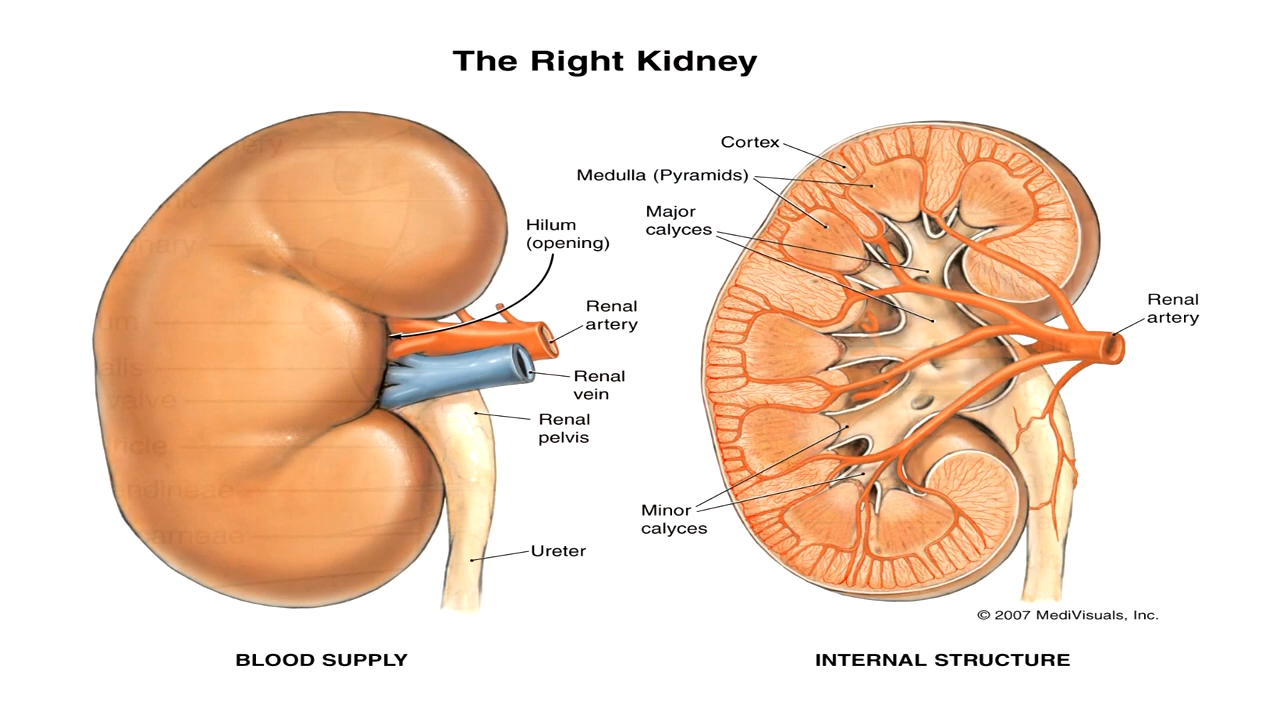 The Right Kidney
Hilum
(opening)
Renal
artery
Renal
vein
Renal
pelvis
Ureter
BLOOD SUPPLY
Cortex
Medulla (Pyramids)
Major
calyces
Minor
calyces
Renal
artery
© 2007 MediVisuals, Inc.
INTERNAL STRUCTURE